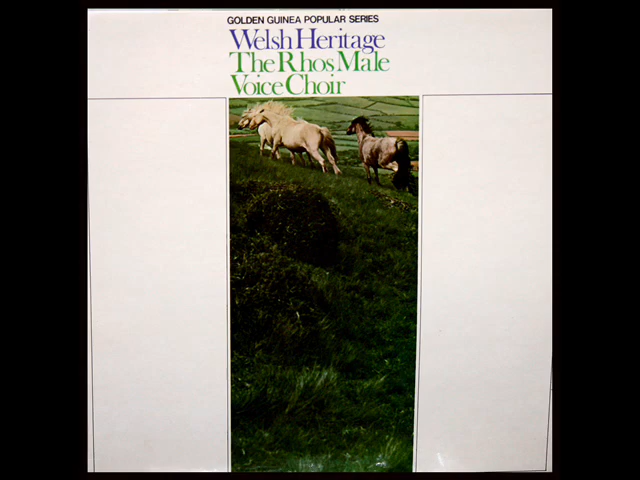 GOLDEN GUINEA POPULAR SERIES
Welsh Heritage
The Rhos Male
Voice Choir